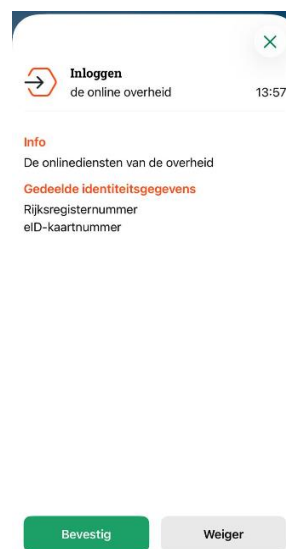 Inloggen
de online overheid 13:57
Info
De onlinediensten van de overheid
Gedeelde identiteitsgegevens
Rijksregisternummer
eID-kaartnummer
Bevestig Weiger